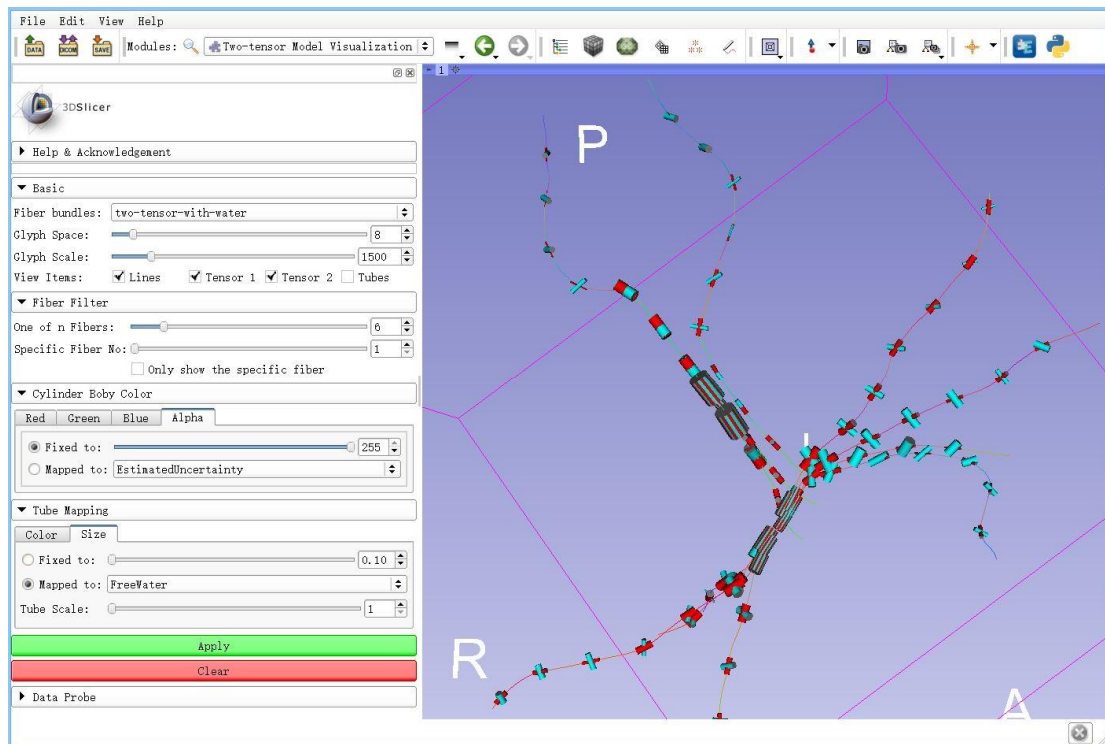 File Edit View Help
DATA DICOM SAVE Modules: Two-tensor Model Visualization
1
3DSlicer
Help & Acknowledgement
Basic
Fiber bundles: two-tensor-with-water
Glyph Space: 8
Glyph Scale: 1500
View Items: Lines Tensor 1 Tensor 2 Tubes
Fiber Filter
One of n Fibers: 6
Specific Fiber No: 1
Only show the specific fiber
Cylinder Boby Color
Red Green Blue Alpha
Fixed to: 255
Mapped to: EstimatedUncertainty
Tube Mapping
Color Size
Fixed to: 0.10
Mapped to: FreeWater
Tube Scale: 1
Apply
Clear
Data Probe
P
R
A